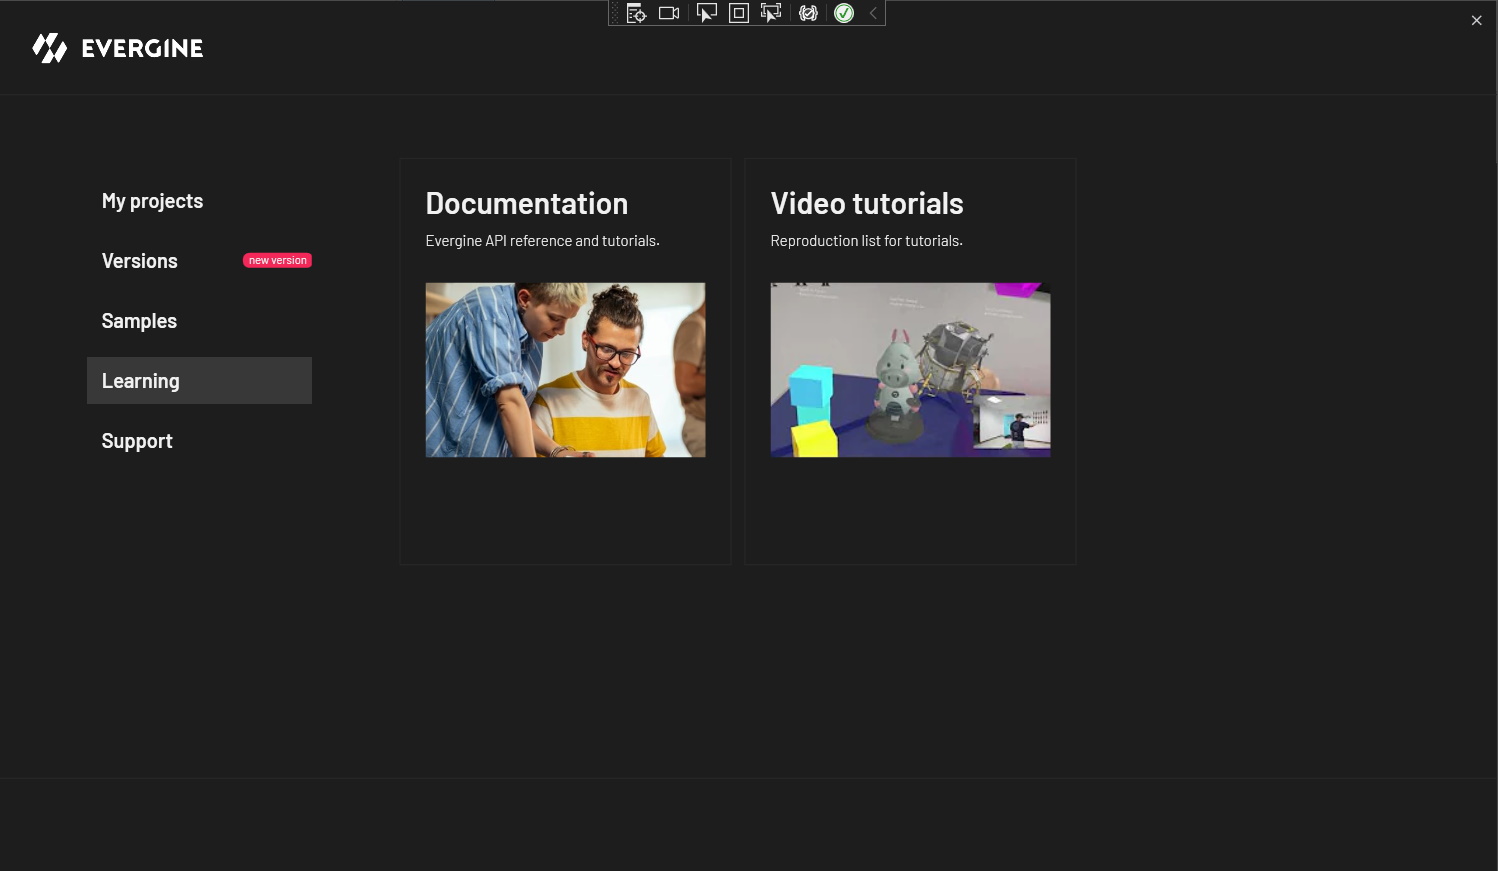 EVERGINE
My projects
Versions
new version
Samples
Learning
Support
Documentation
Evergine API reference and tutorials.
Video tutorials
Reproduction list for tutorials.